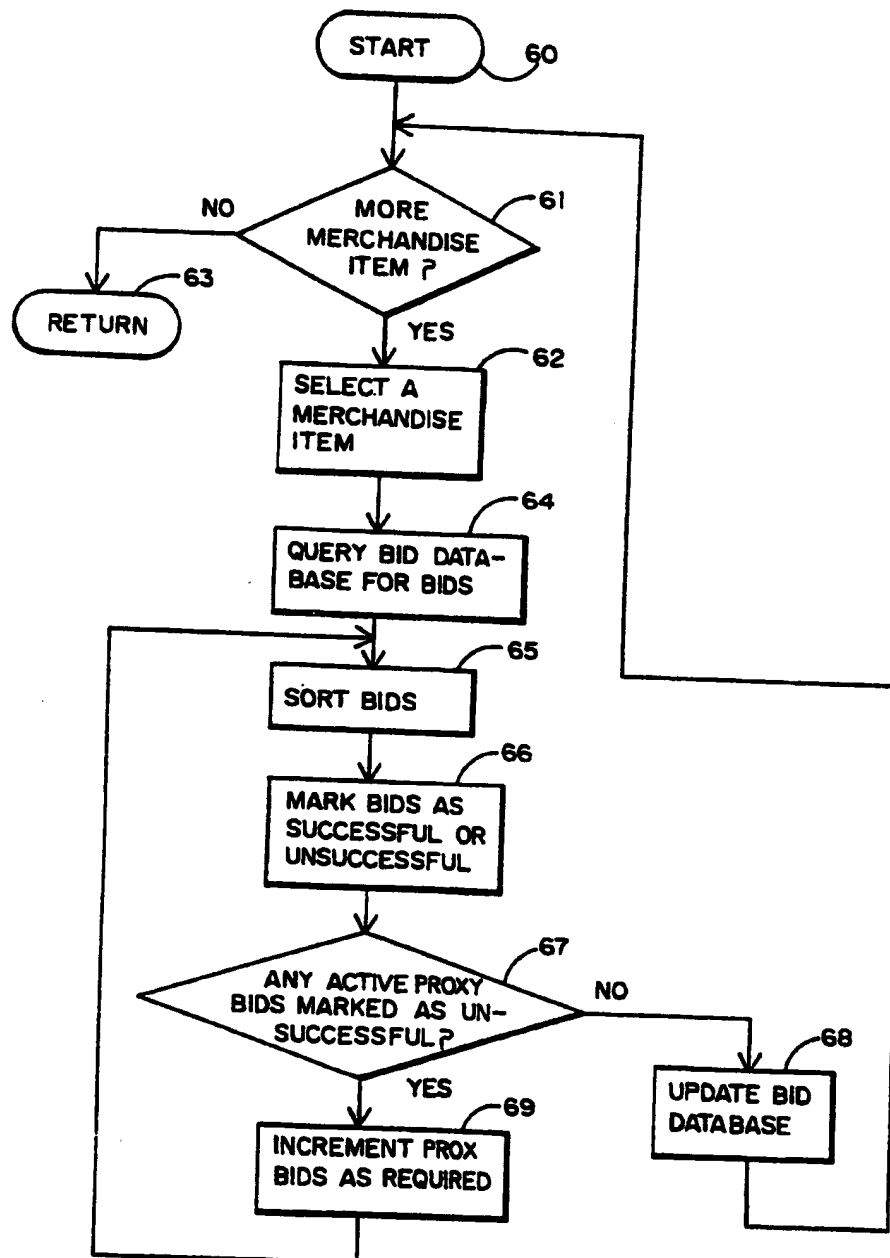 START
60
61
MORE
MERCHANDISE
ITEM ?
NO
63
RETURN
YES
62
SELECT A
MERCHANDISE
ITEM
64
QUERY BID DATA-
BASE FOR BIDS
65
SORT BIDS
66
MARK BIDS AS
SUCCESSFUL OR
UNSUCCESSFUL
67
ANY ACTIVE PROXY
BIDS MARKED AS UN-
SUCCESSFUL?
NO
68
UPDATE BID
DATABASE
YES
69
INCREMENT PROX
BIDS AS REQUIRED